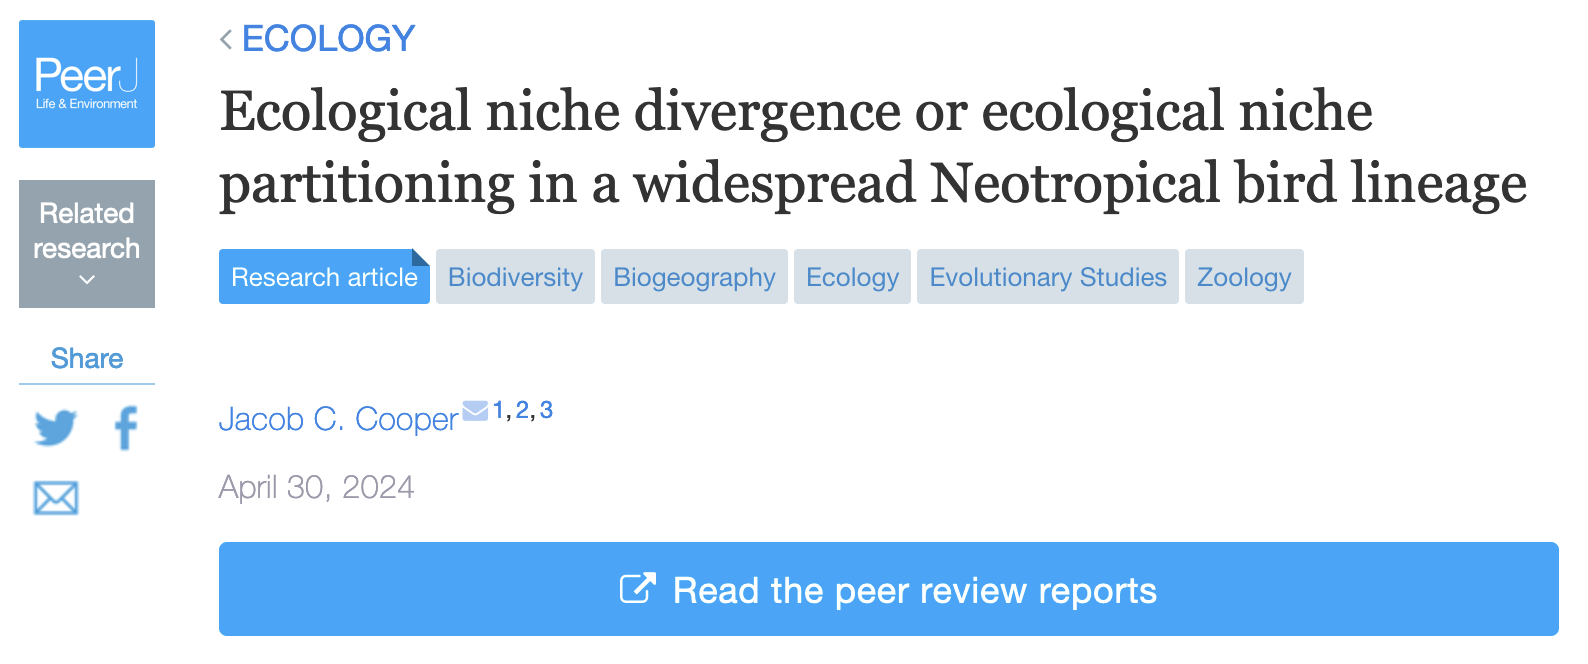 PeerJ
Life & Environment
Related
research
Share
ECOLOGY
Ecological niche divergence or ecological niche
partitioning in a widespread Neotropical bird lineage
Research article Biodiversity Biogeography Ecology Evolutionary Studies Zoology
Jacob C. Cooper 1, 2, 3
April 30, 2024
Read the peer review reports